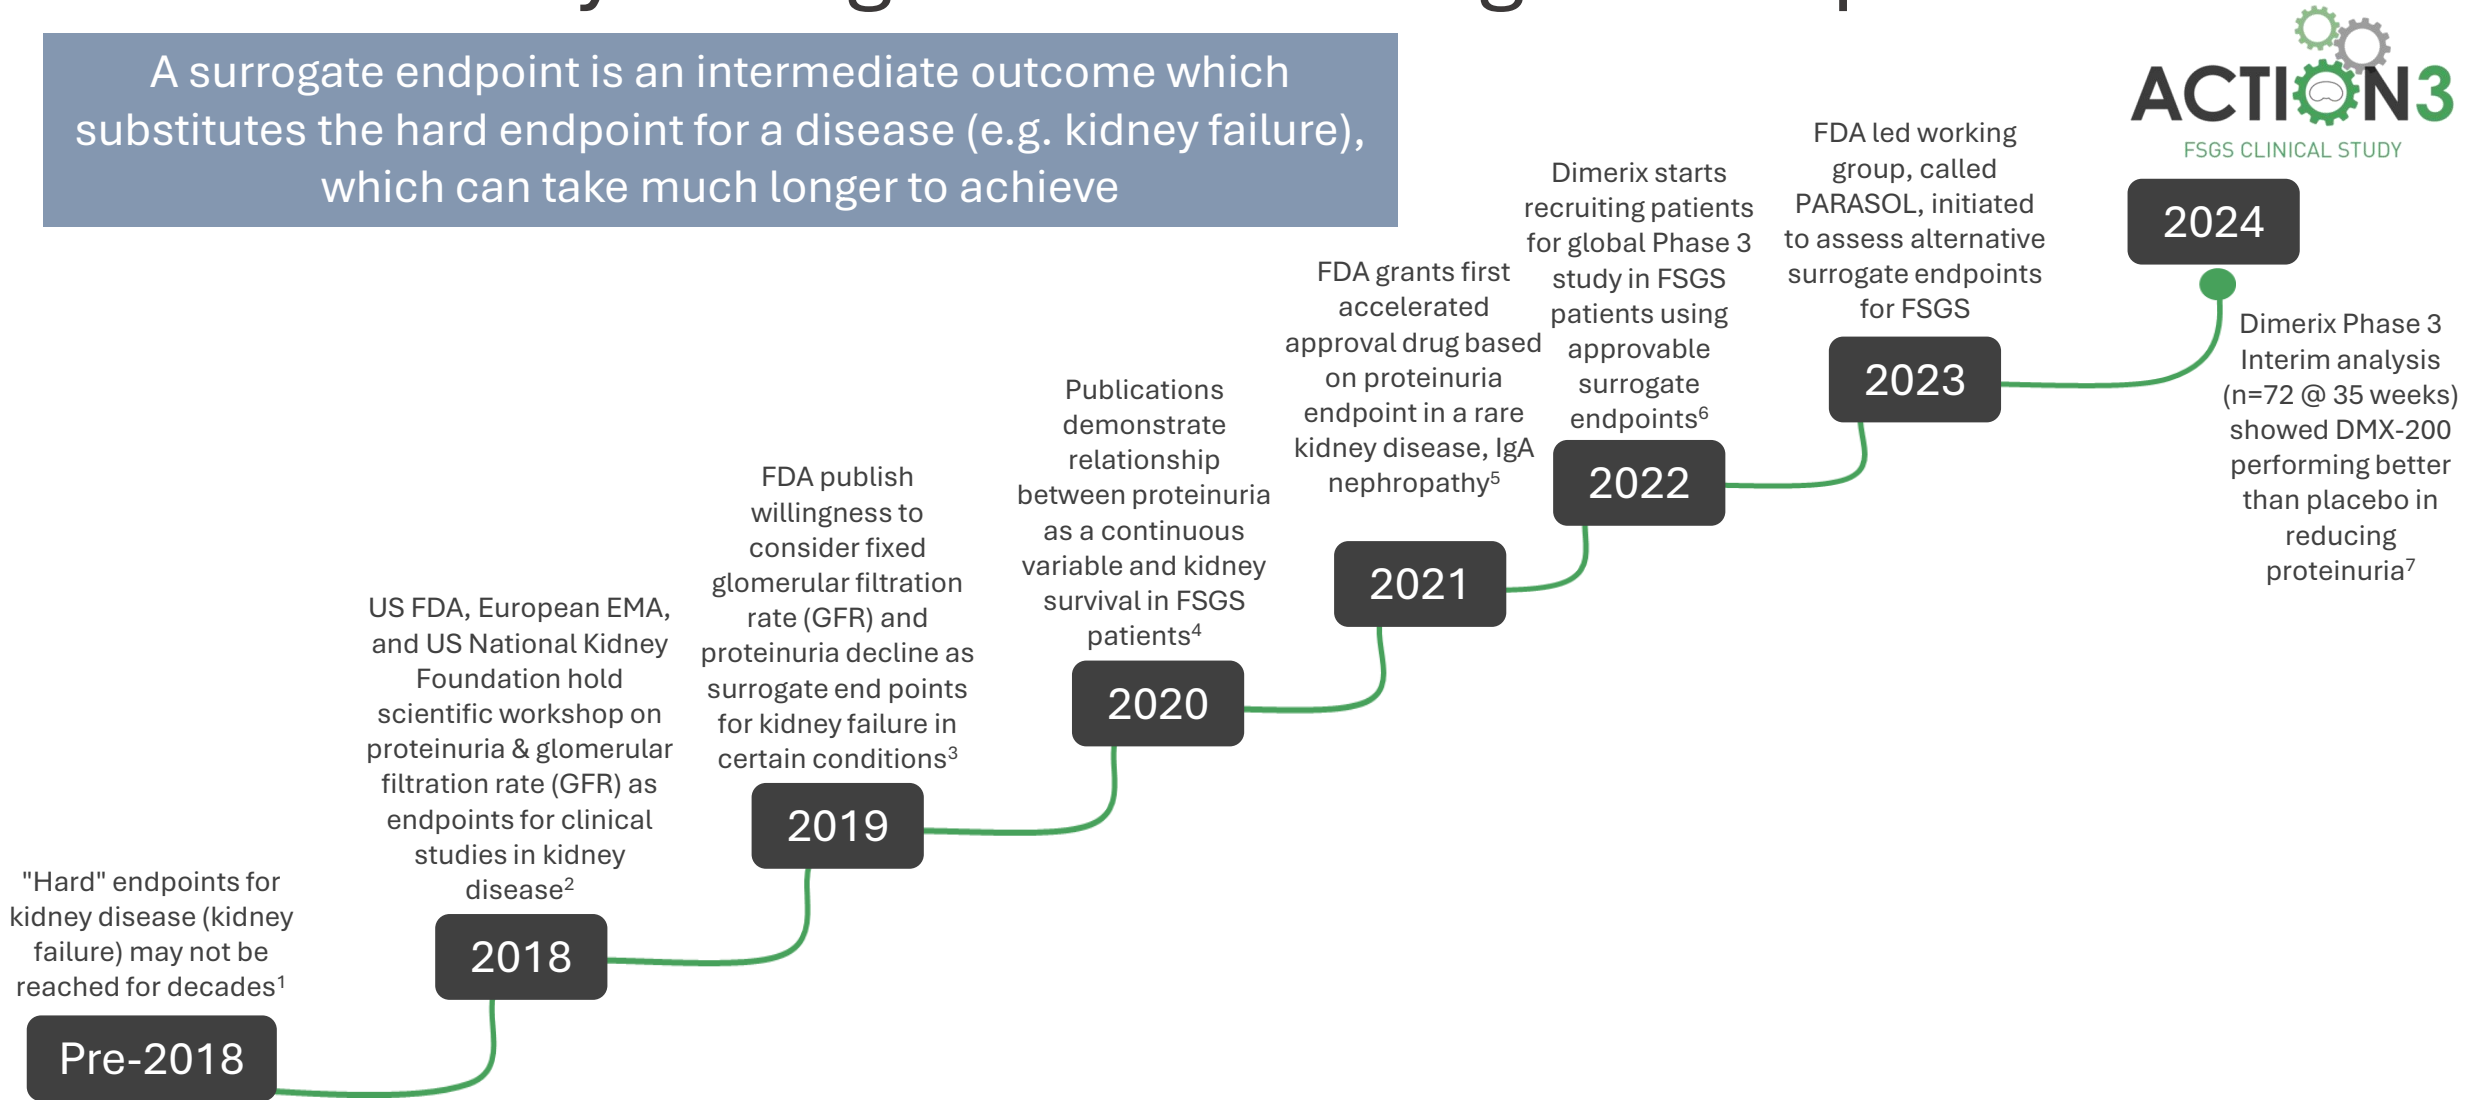 A surrogate endpoint is an intermediate outcome which
substitutes the hard endpoint for a disease (e.g. kidney failure),
which can take much longer to achieve
ACTION3
FSGS CLINICAL STUDY
"Hard" endpoints for
kidney disease (kidney
failure) may not be
reached for decades¹
Pre-2018
US FDA, European EMA,
and US National Kidney
Foundation hold
scientific workshop on
proteinuria & glomerular
filtration rate (GFR) as
endpoints for clinical
studies in kidney
disease²
2018
FDA publish
willingness to
consider fixed
glomerular filtration
rate (GFR) and
proteinuria decline as
surrogate end points
for kidney failure in
certain conditions³
2019
Publications
demonstrate
relationship
between proteinuria
as a continuous
variable and kidney
survival in FSGS
patients⁴
2020
FDA grants first
accelerated
approval drug based
on proteinuria
endpoint in a rare
kidney disease, IgA
nephropathy⁵
2021
Dimerix starts
recruiting patients
for global Phase 3
study in FSGS
patients using
approvable
surrogate
endpoints⁶
2022
FDA led working
group, called
PARASOL, initiated
to assess alternative
surrogate endpoints
for FSGS
2023
2024
Dimerix Phase 3
Interim analysis
(n=72 @ 35 weeks)
showed DMX-200
performing better
than placebo in
reducing
proteinuria⁷